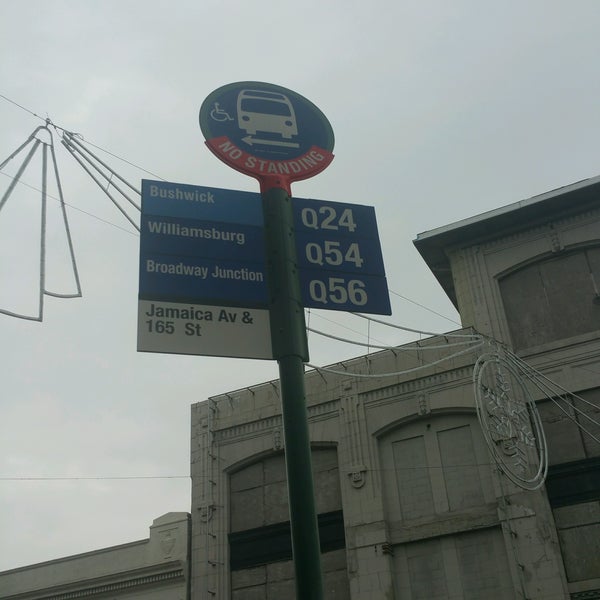 NO STANDING
Bushwick Q24
Williamsburg Q54
Broadway Junction Q56
Jamaica Av &
165 St